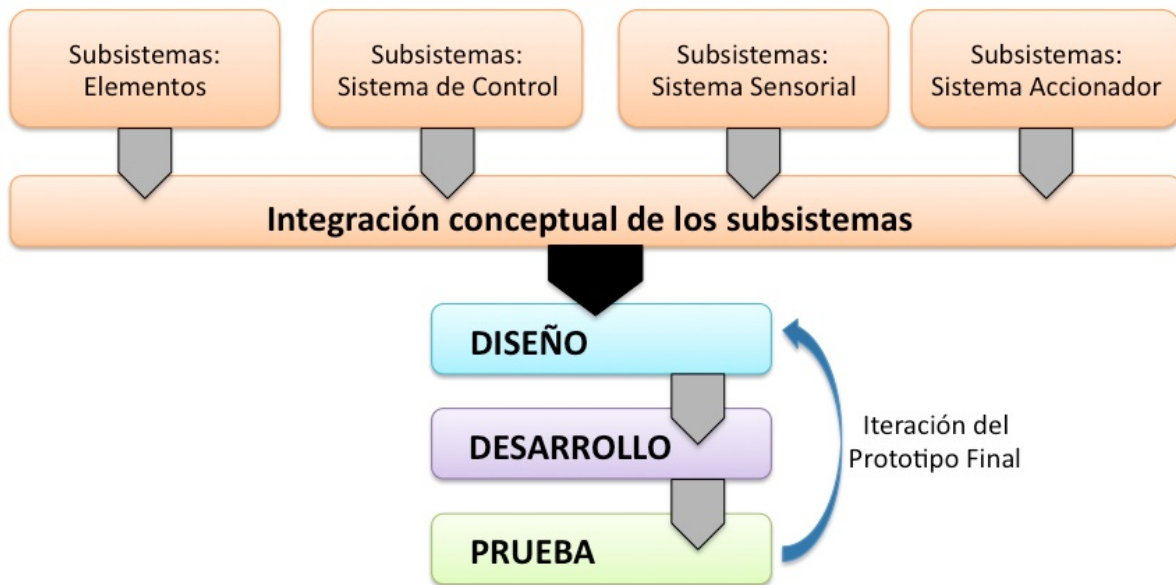 Subsistemas:
Elementos
Subsistemas:
Sistema de Control
Subsistemas:
Sistema Sensorial
Subsistemas:
Sistema Accionador
Integración conceptual de los subsistemas
DISEÑO
DESARROLLO
PRUEBA
Iteración del
Prototipo Final